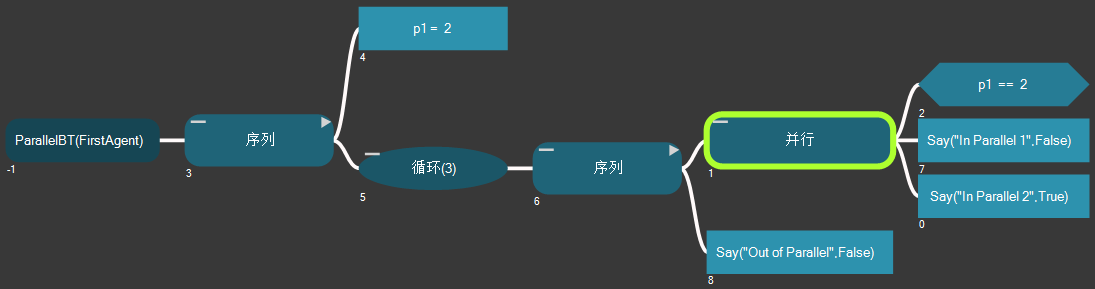 p1 = 2
4
ParallelBT(FirstAgent)
-1
序列
3
循环(3)
5
序列
6
并行
1
p1 == 2
2
Say("In Parallel 1",False)
7
Say("In Parallel 2",True)
0
Say("Out of Parallel",False)
8